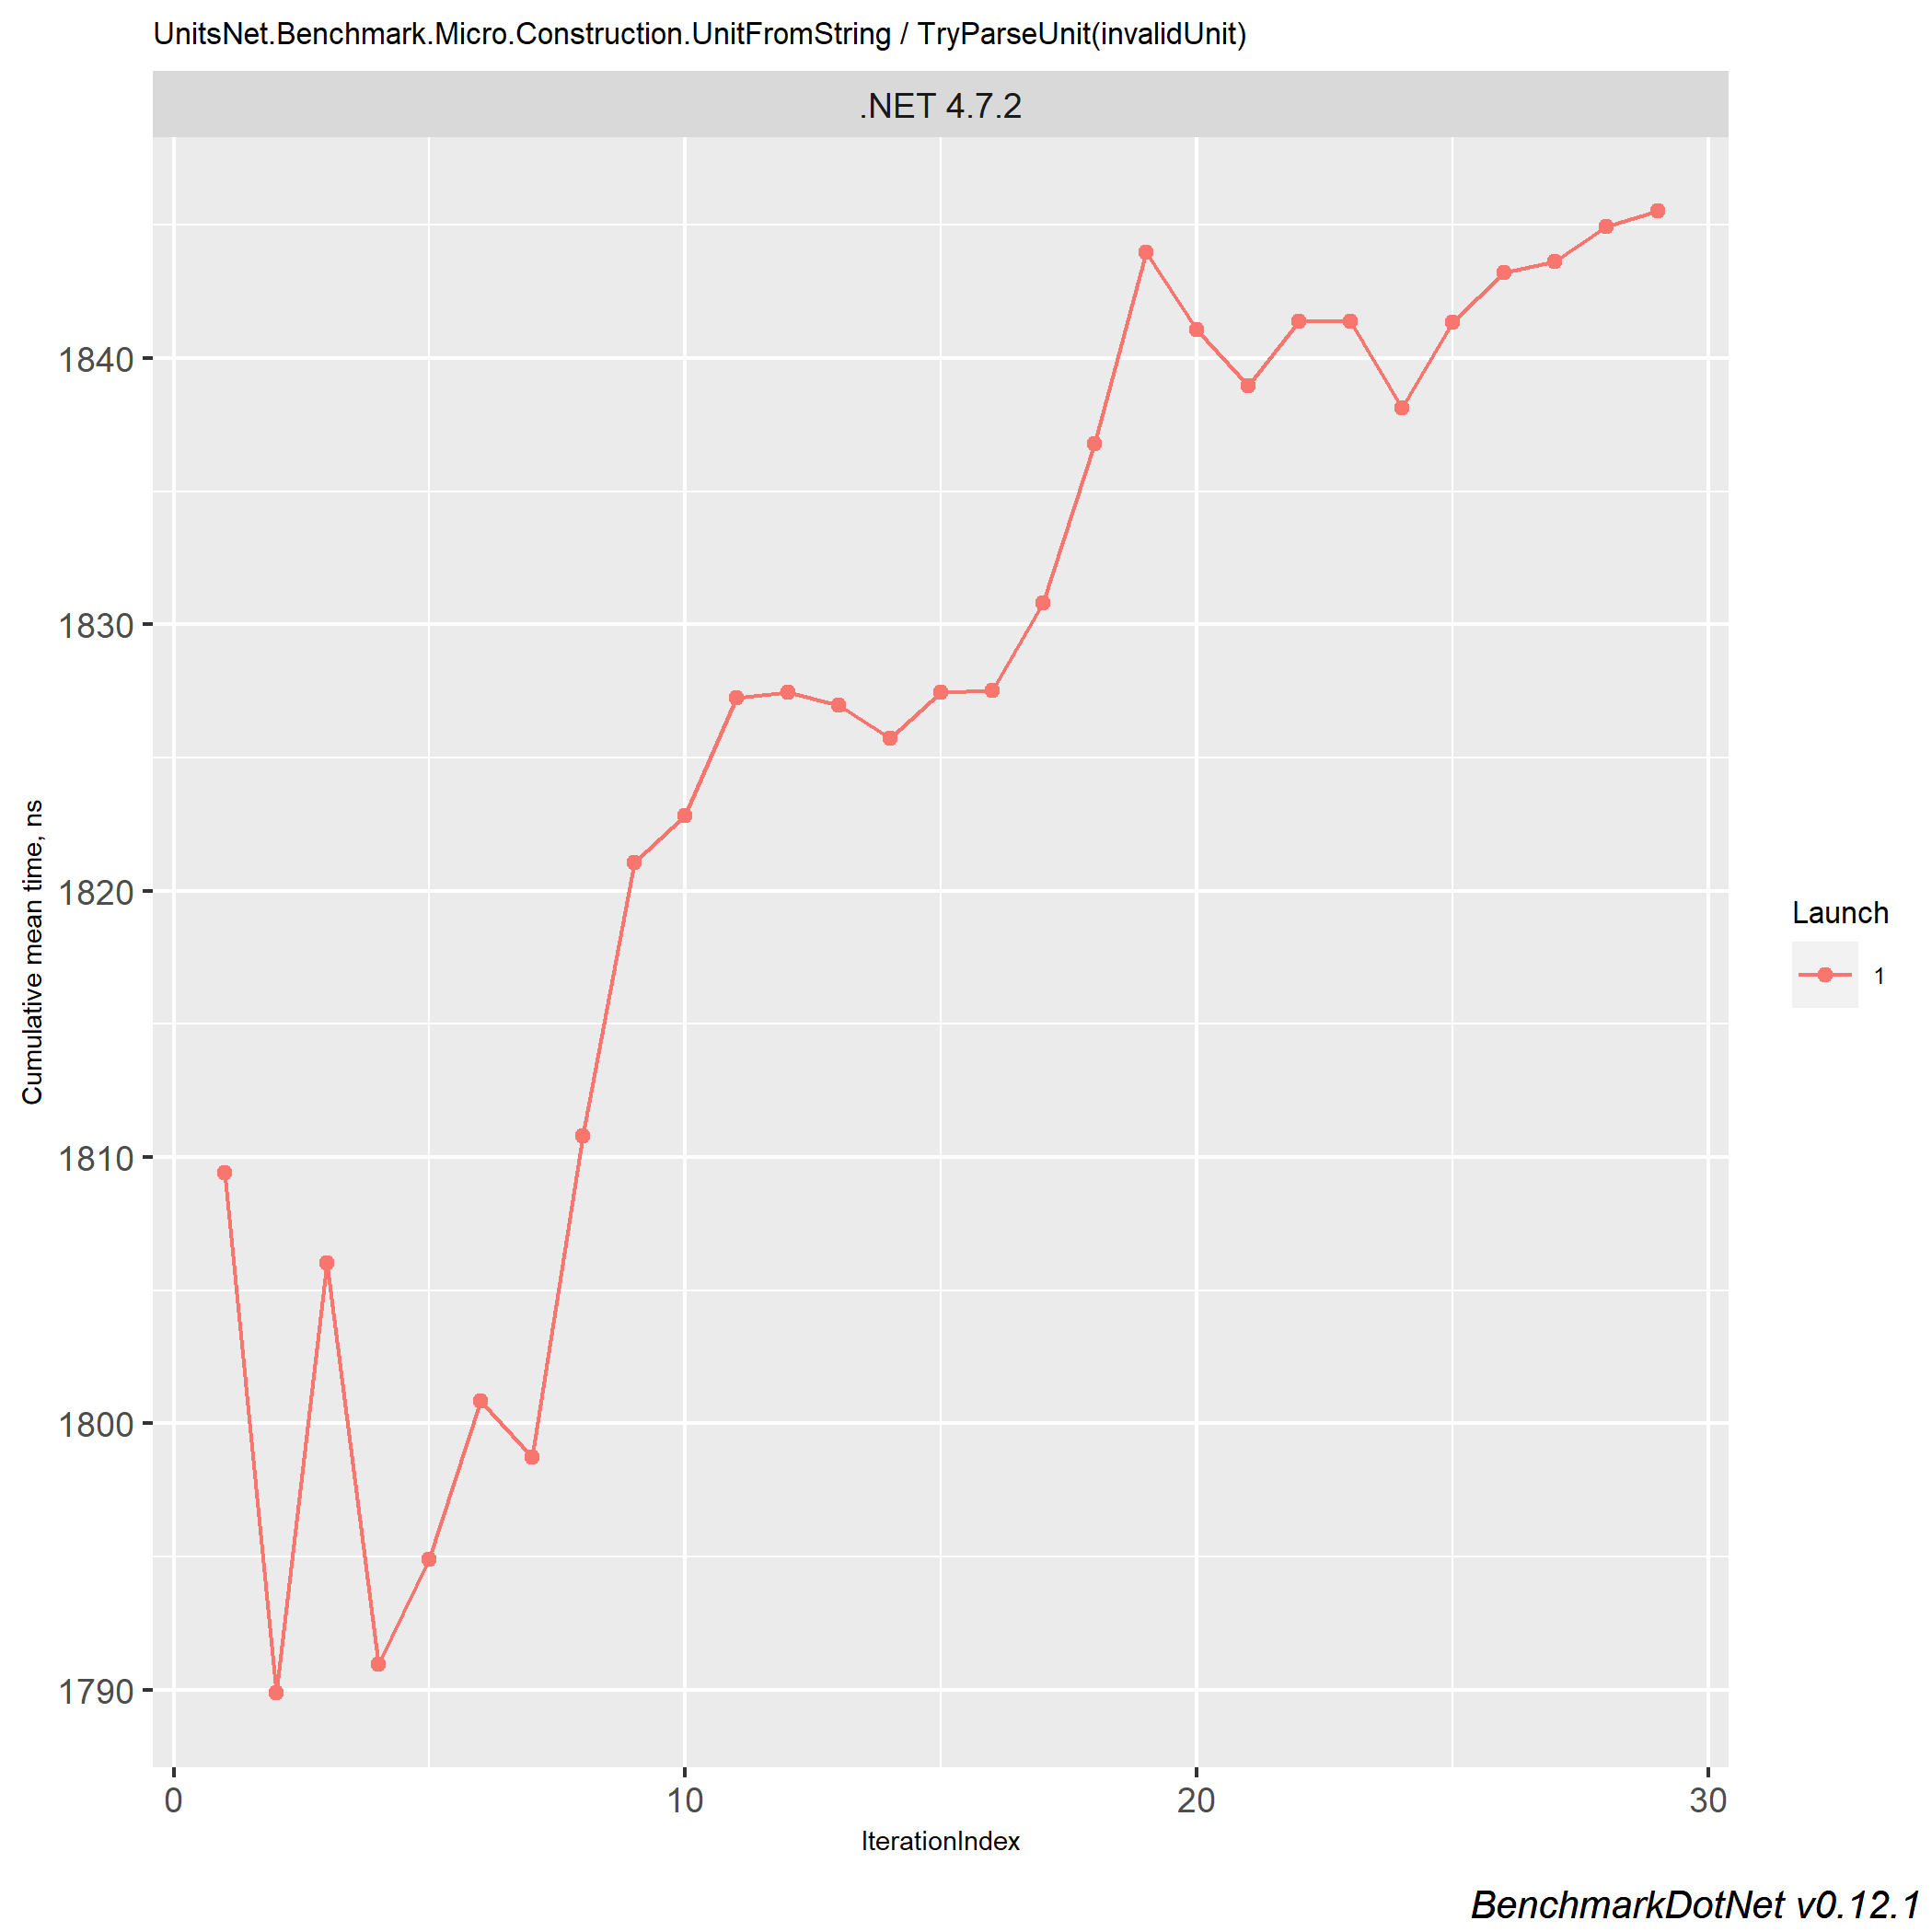 UnitsNet.Benchmark.Micro.Construction.UnitFromString / TryParseUnit(invalidUnit)
.NET 4.7.2
1840
1830
1820
1810
1800
1790
Cumulative mean time, ns
0 10 20 30
IterationIndex
Launch
1
BenchmarkDotNet v0.12.1